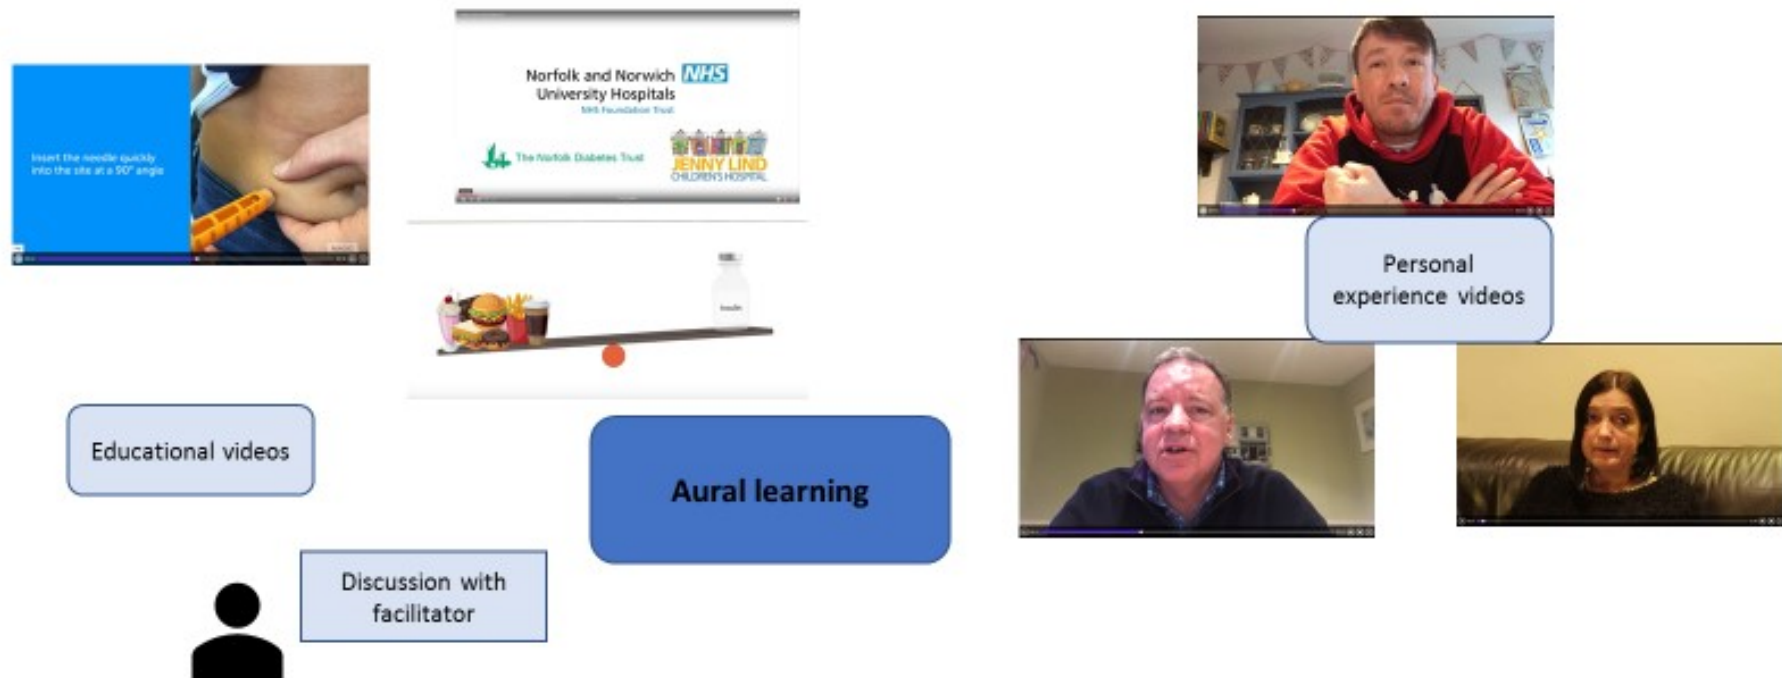 Insert the needle quickly
into the site at a 90° angle
Norfolk and Norwich NHS
University Hospitals
NHS Foundation Trust
The Norfolk Diabetes Trust
JENNY LIND
CHILDREN'S HOSPITAL
Insulin
Educational videos
Aural learning
Discussion with
facilitator
Personal
experience videos